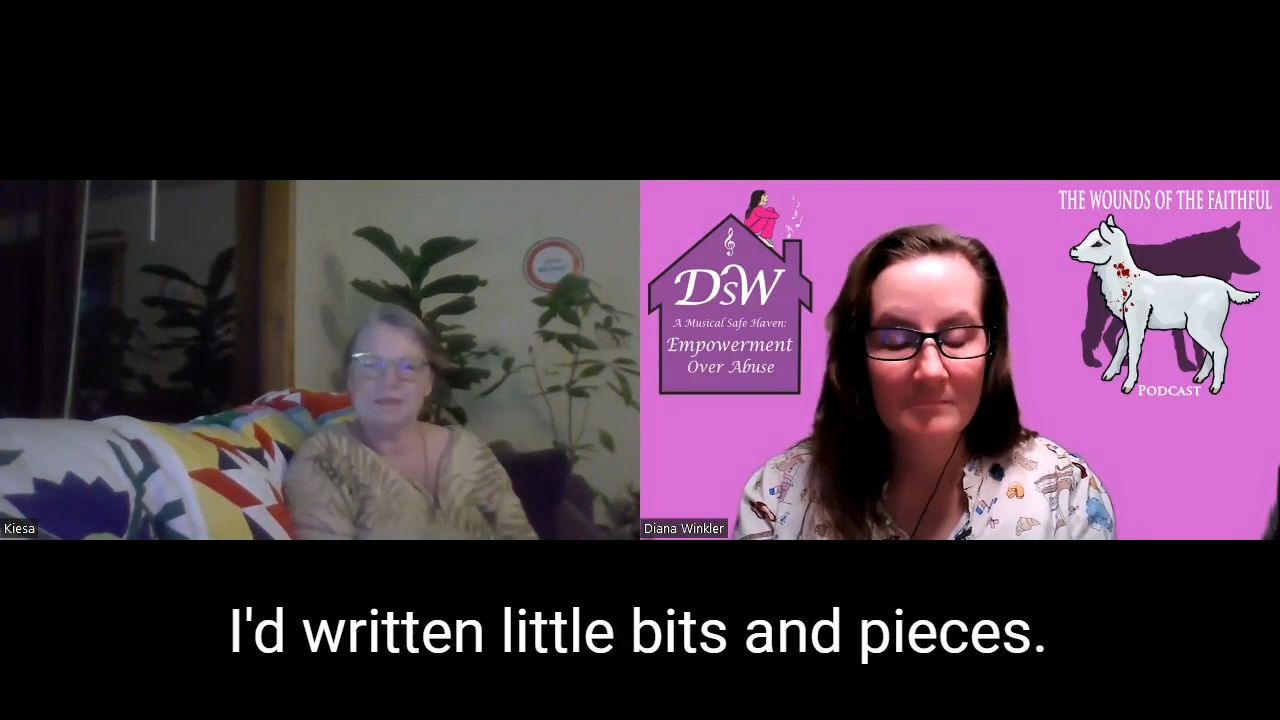 THE WOUNDS OF THE FAITHFUL
DSW
A Musical Safe Haven:
Empowerment
Over Abuse
PODCAST
Kiesa
Diana Winkler
I'd written little bits and pieces.